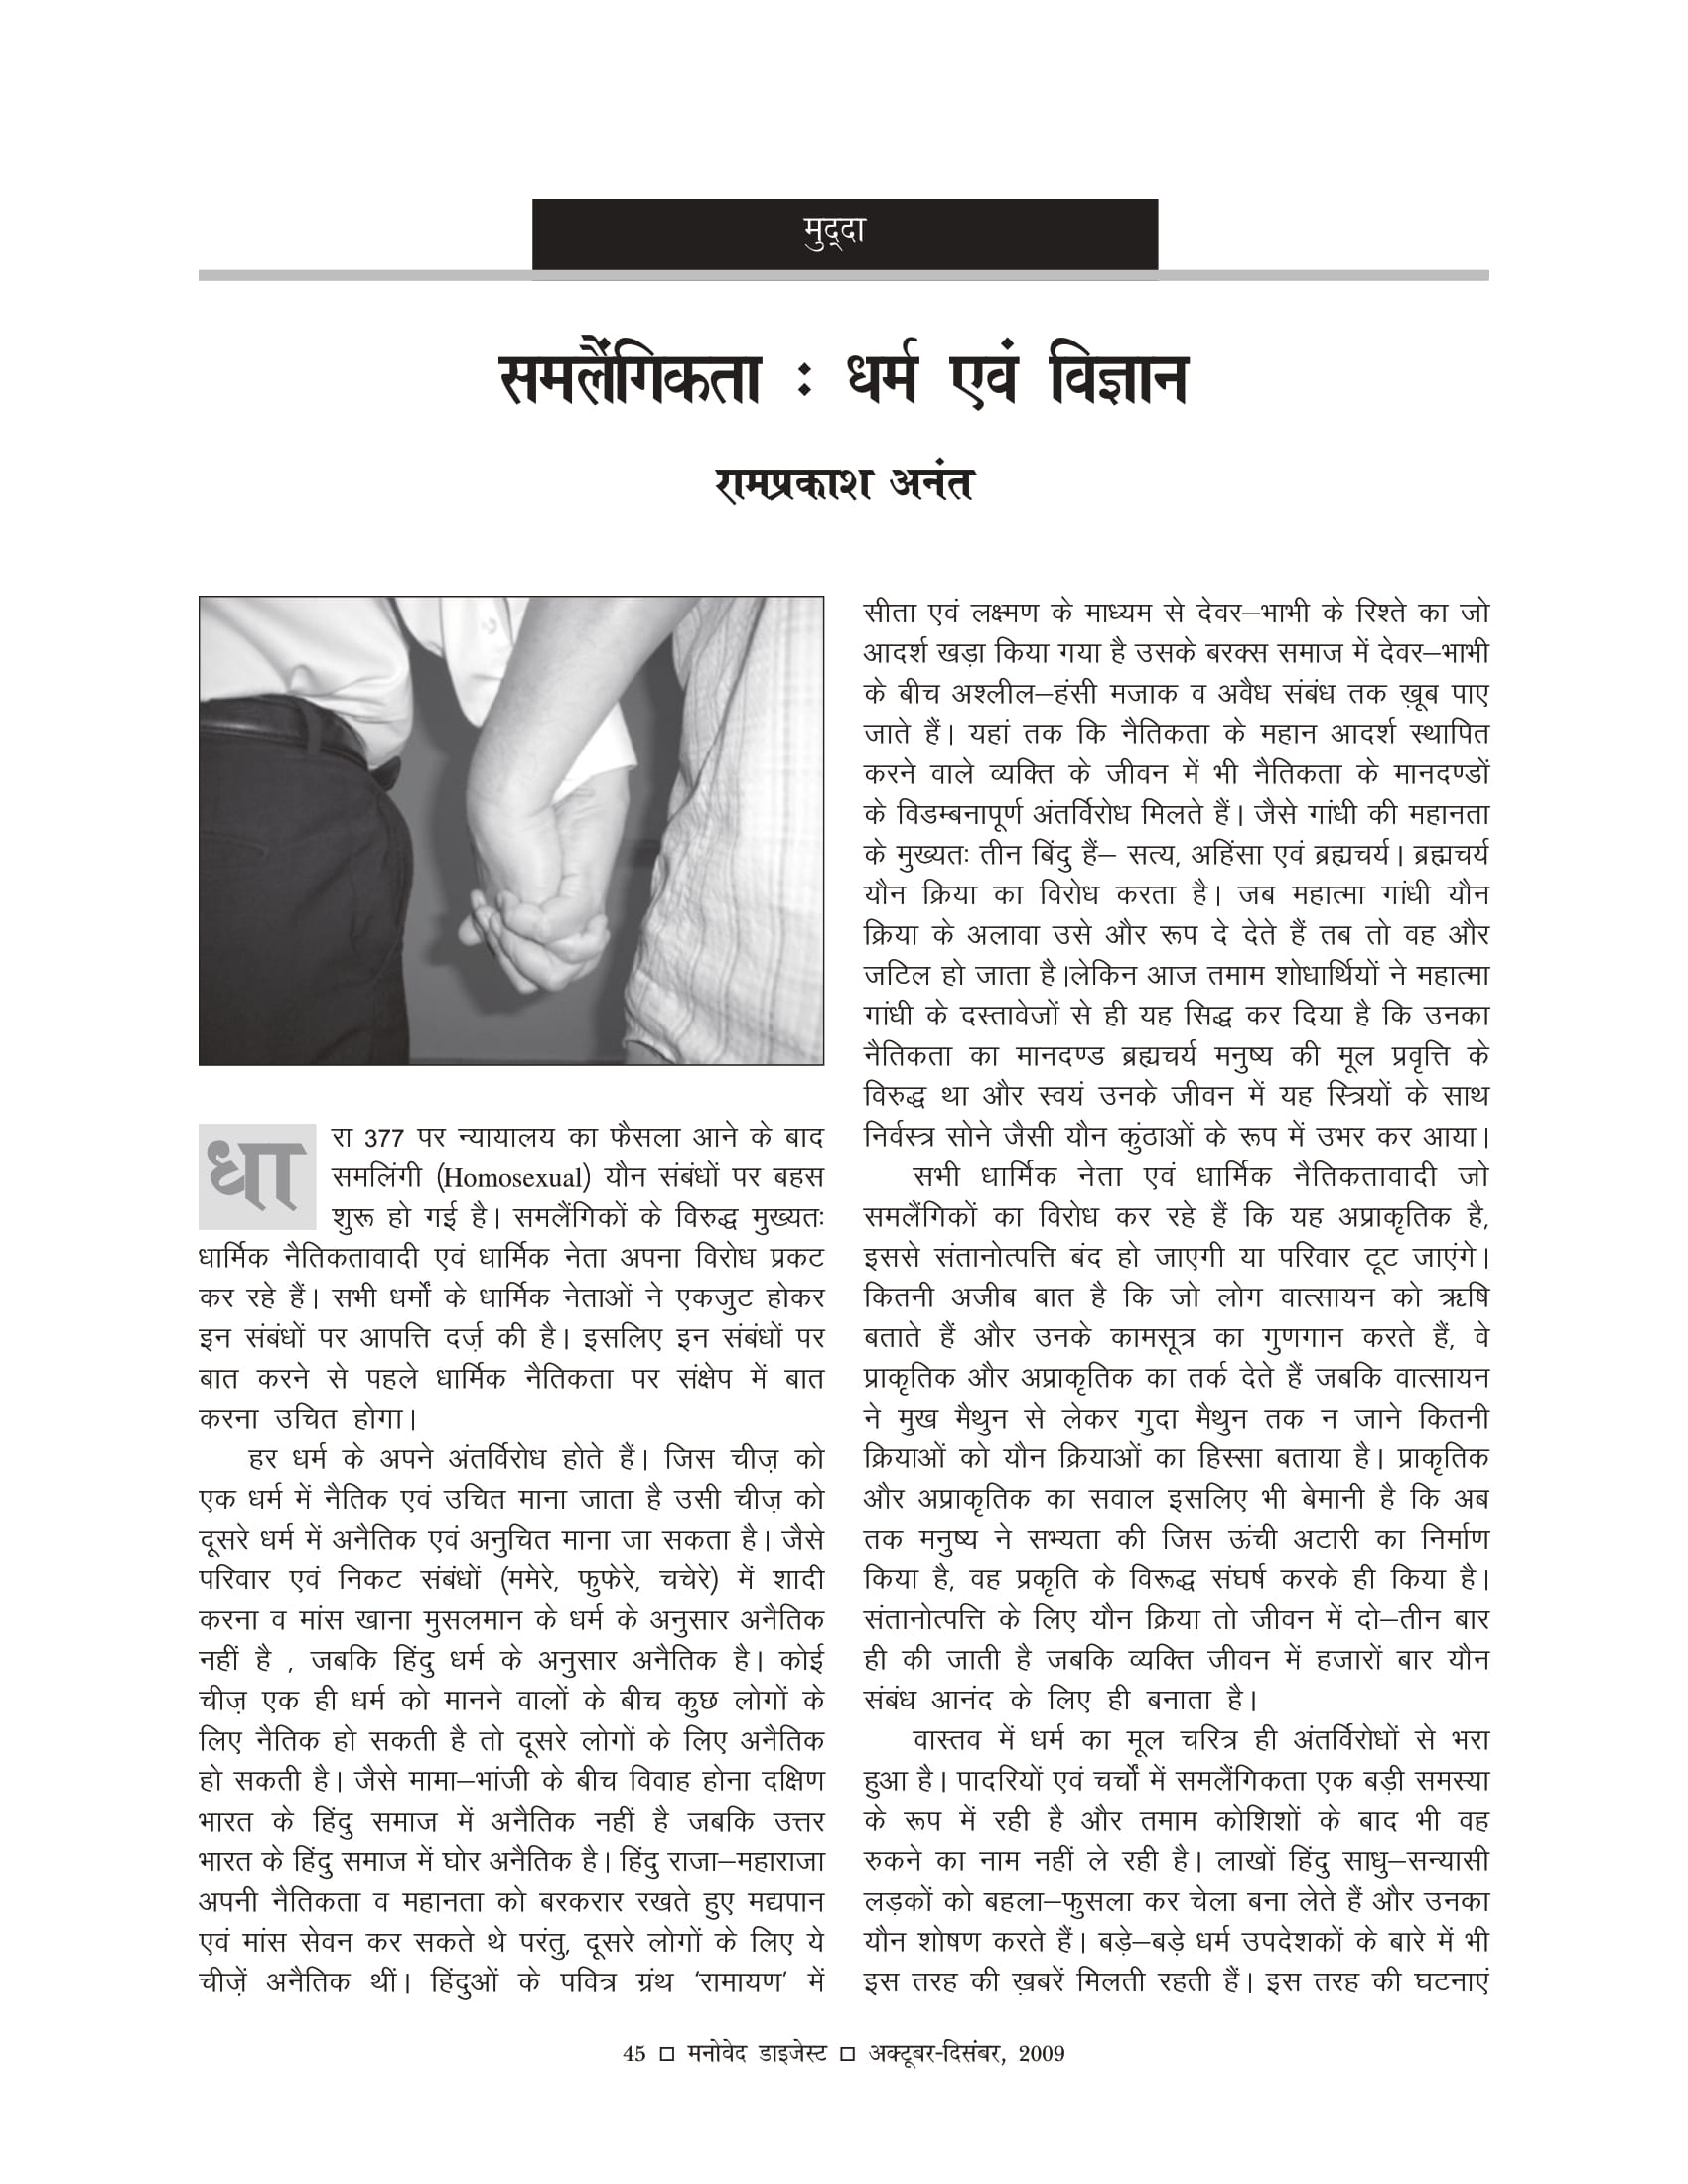 मुद्दा
समलैंगिकता : धर्म एवं विज्ञान
रामप्रकाश अनंत
धारा 377 पर न्यायालय का फैसला आने के बाद
समलिंगी (Homosexual) यौन संबंधों पर बहस
शुरू हो गई है। समलैंगिकों के विरुद्ध मुख्यतः
धार्मिक नैतिकतावादी एवं धार्मिक नेता अपना विरोध प्रकट
कर रहे हैं। सभी धर्मों के धार्मिक नेताओं ने एकजुट होकर
इन संबंधों पर आपत्ति दर्ज़ की है। इसलिए इन संबंधों पर
बात करने से पहले धार्मिक नैतिकता पर संक्षेप में बात
करना उचित होगा।
हर धर्म के अपने अंतर्विरोध होते हैं। जिस चीज़ को
एक धर्म में नैतिक एवं उचित माना जाता है उसी चीज़ को
दूसरे धर्म में अनैतिक एवं अनुचित माना जा सकता है। जैसे
परिवार एवं निकट संबंधों (ममेरे, फुफेरे, चचेरे) में शादी
करना व मांस खाना मुसलमान के धर्म के अनुसार अनैतिक
नहीं है , जबकि हिंदु धर्म के अनुसार अनैतिक है। कोई
चीज़ एक ही धर्म को मानने वालों के बीच कुछ लोगों के
लिए नैतिक हो सकती है तो दूसरे लोगों के लिए अनैतिक
हो सकती है। जैसे मामा–भांजी के बीच विवाह होना दक्षिण
भारत के हिंदु समाज में अनैतिक नहीं है जबकि उत्तर
भारत के हिंदु समाज में घोर अनैतिक है। हिंदु राजा–महाराजा
अपनी नैतिकता व महानता को बरकरार रखते हुए मद्यपान
एवं मांस सेवन कर सकते थे परंतु, दूसरे लोगों के लिए ये
चीज़ें अनैतिक थीं। हिंदुओं के पवित्र ग्रंथ 'रामायण' में
सीता एवं लक्ष्मण के माध्यम से देवर–भाभी के रिश्ते का जो
आदर्श खड़ा किया गया है उसके बरक्स समाज में देवर–भाभी
के बीच अश्लील–हंसी मजाक व अवैध संबंध तक ख़ूब पाए
जाते हैं। यहां तक कि नैतिकता के महान आदर्श स्थापित
करने वाले व्यक्ति के जीवन में भी नैतिकता के मानदण्डों
के विडम्बनापूर्ण अंतर्विरोध मिलते हैं। जैसे गांधी की महानता
के मुख्यतः तीन बिंदु हैं– सत्य, अहिंसा एवं ब्रह्यचर्य। ब्रह्मचर्य
यौन क्रिया का विरोध करता है। जब महात्मा गांधी यौन
क्रिया के अलावा उसे और रूप दे देते हैं तब तो वह और
जटिल हो जाता है।लेकिन आज तमाम शोधार्थियों ने महात्मा
गांधी के दस्तावेजों से ही यह सिद्ध कर दिया है कि उनका
नैतिकता का मानदण्ड ब्रह्यचर्य मनुष्य की मूल प्रवृत्ति के
विरुद्ध था और स्वयं उनके जीवन में यह स्त्रियों के साथ
निर्वस्त्र सोने जैसी यौन कुंठाओं के रूप में उभर कर आया।
सभी धार्मिक नेता एवं धार्मिक नैतिकतावादी जो
समलैंगिकों का विरोध कर रहे हैं कि यह अप्राकृतिक है,
इससे संतानोत्पत्ति बंद हो जाएगी या परिवार टूट जाएंगे।
कितनी अजीब बात है कि जो लोग वात्सायन को ऋषि
बताते हैं और उनके कामसूत्र का गुणगान करते हैं, वे
प्राकृतिक और अप्राकृतिक का तर्क देते हैं जबकि वात्सायन
ने मुख मैथुन से लेकर गुदा मैथुन तक न जाने कितनी
क्रियाओं को यौन क्रियाओं का हिस्सा बताया है। प्राकृतिक
और अप्राकृतिक का सवाल इसलिए भी बेमानी है कि अब
तक मनुष्य ने सभ्यता की जिस ऊंची अटारी का निर्माण
किया है, वह प्रकृति के विरूद्ध संघर्ष करके ही किया है।
संतानोत्पत्ति के लिए यौन क्रिया तो जीवन में दो–तीन बार
ही की जाती है जबकि व्यक्ति जीवन में हजारों बार यौन
संबंध आनंद के लिए ही बनाता है।
वास्तव में धर्म का मूल चरित्र ही अंतर्विरोधों से भरा
हुआ है। पादरियों एवं चर्चों में समलैंगिकता एक बड़ी समस्या
के रूप में रही है और तमाम कोशिशों के बाद भी वह
रुकने का नाम नहीं ले रही है। लाखों हिंदु साधु–सन्यासी
लड़कों को बहला–फुसला कर चेला बना लेते हैं और उनका
यौन शोषण करते हैं। बड़े–बड़े धर्म उपदेशकों के बारे में भी
इस तरह की ख़बरें मिलती रहती हैं। इस तरह की घटनाएं
45 □ मनोवेद डाइजेस्ट □ अक्टूबर-दिसंबर, 2009